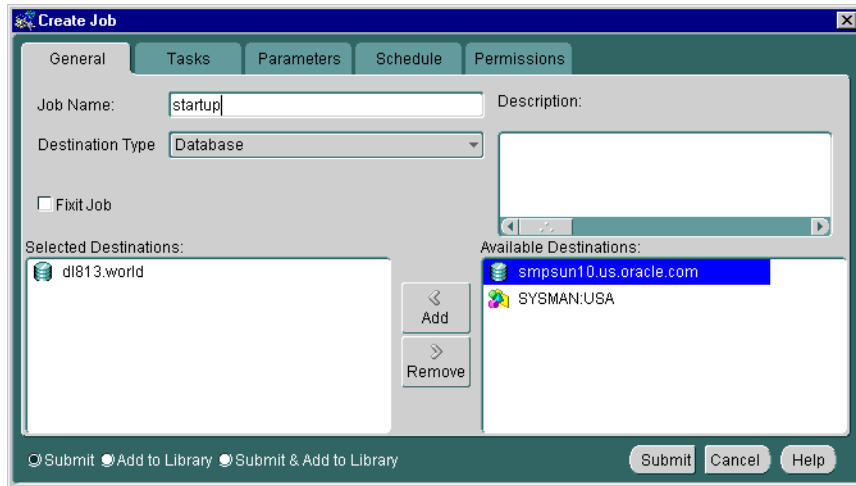 Create Job
General Tasks Parameters Schedule Permissions
Job Name: startup Description:
Destination Type Database
Fixit Job
Selected Destinations: Available Destinations:
dl813.world smpsun10.us.oracle.com
SYSMAN:USA
Add
Remove
Submit Add to Library Submit & Add to Library Submit Cancel Help